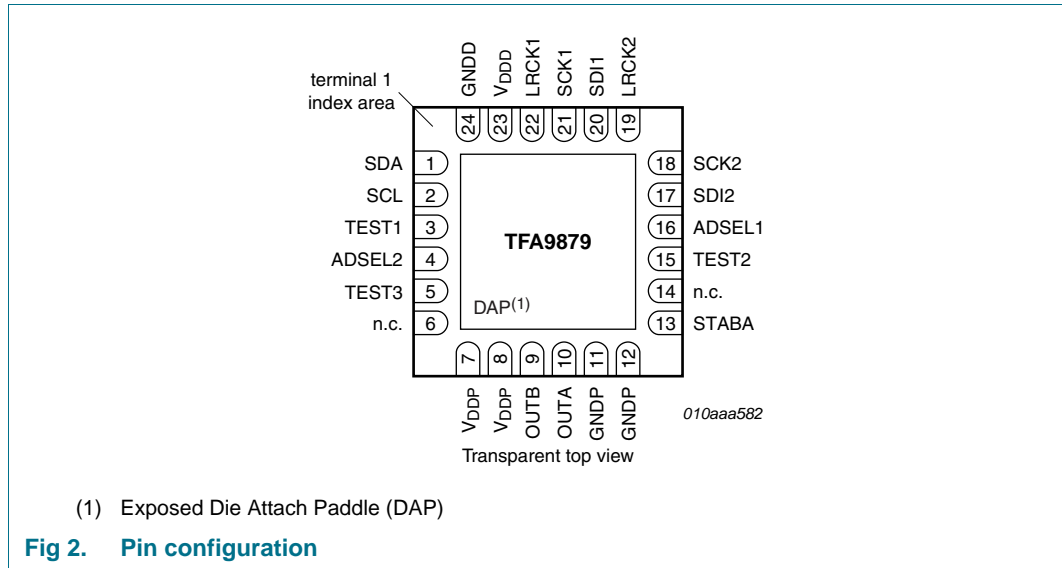 GNDD
VDDD
LRCK1
SCK1
SDI1
LRCK2
terminal 1
index area
24
23
22
21
20
19
SDA 1
18 SCK2
SCL 2
17 SDI2
TEST1 3
16 ADSEL1
TFA9879
ADSEL2 4
15 TEST2
TEST3 5
14 n.c.
DAP(1)
n.c. 6
13 STABA
7
8
9
10
11
12
VDDP
VDDP
OUTB
OUTA
GNDP
GNDP
010aaa582
Transparent top view
(1) Exposed Die Attach Paddle (DAP)
Fig 2. Pin configuration